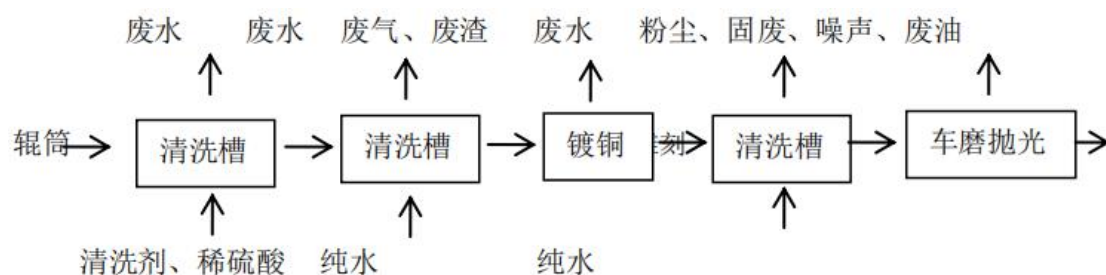 废水 废水 废气、废渣 废水 粉尘、固废、噪声、废油
辊筒 清洗槽 清洗槽 镀铜 刻 清洗槽 车磨抛光
清洗剂、稀硫酸 纯水 纯水